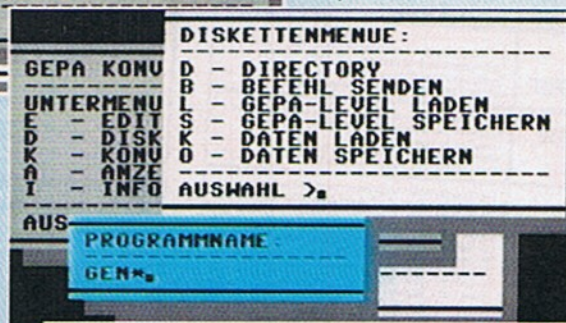 DISKETTENMENUE:
D - DIRECTORY
B - BEFEHL SENDEN
L - GEPA-LEVEL LADEN
S - GEPA-LEVEL SPEICHERN
K - DATEN LADEN
O - DATEN SPEICHERN
AUSWAHL >
GEPA KONV
UNTERMENU
E - EDIT
D - DISK
K - KONV
A - ANZE
I - INFO
AUS
PROGRAMMNAME:
GEN*